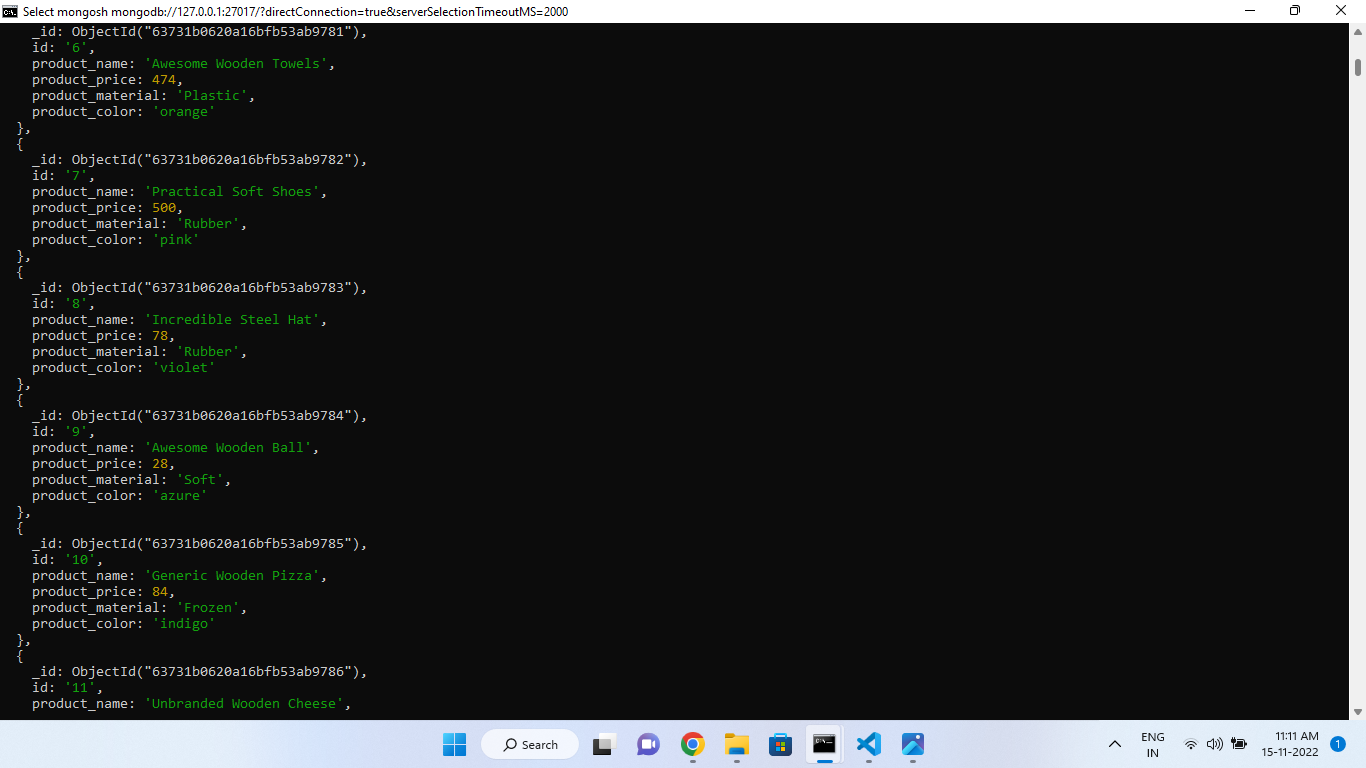 Select mongosh mongodb://127.0.0.1:27017/?directConnection=true&serverSelectionTimeoutMS=2000
_id: ObjectId("63731b0620a16bfb53ab9781"),
id: '6',
product_name: 'Awesome Wooden Towels',
product_price: 474,
product_material: 'Plastic',
product_color: 'orange'
},
{
_id: ObjectId("63731b0620a16bfb53ab9782"),
id: '7',
product_name: 'Practical Soft Shoes',
product_price: 500,
product_material: 'Rubber',
product_color: 'pink'
},
{
_id: ObjectId("63731b0620a16bfb53ab9783"),
id: '8',
product_name: 'Incredible Steel Hat',
product_price: 78,
product_material: 'Rubber',
product_color: 'violet'
},
{
_id: ObjectId("63731b0620a16bfb53ab9784"),
id: '9',
product_name: 'Awesome Wooden Ball',
product_price: 28,
product_material: 'Soft',
product_color: 'azure'
},
{
_id: ObjectId("63731b0620a16bfb53ab9785"),
id: '10',
product_name: 'Generic Wooden Pizza',
product_price: 84,
product_material: 'Frozen',
product_color: 'indigo'
},
{
_id: ObjectId("63731b0620a16bfb53ab9786"),
id: '11',
product_name: 'Unbranded Wooden Cheese',
Search
ENG
IN
11:11 AM
15-11-2022
1